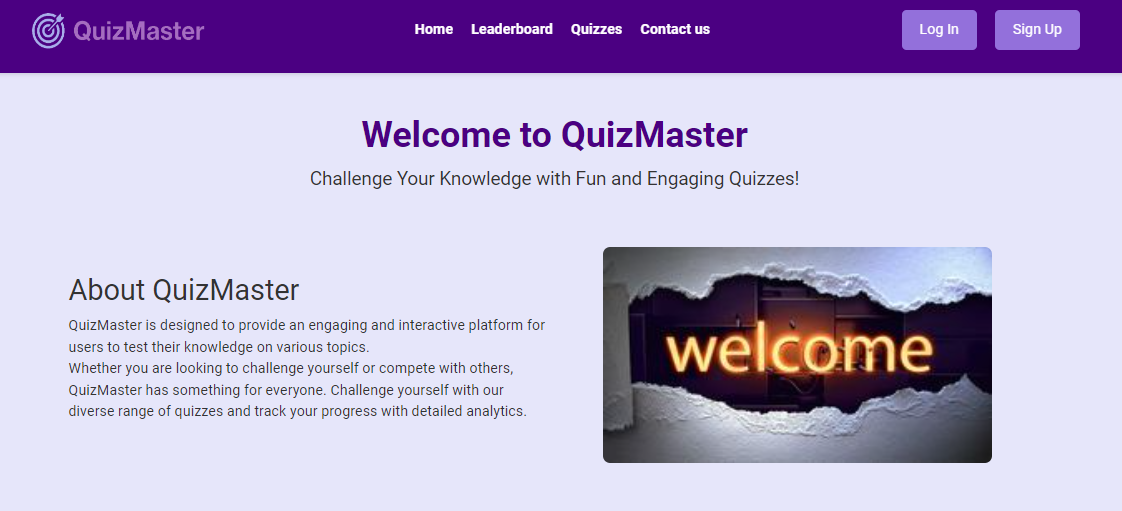 QuizMaster
Home
Leaderboard
Quizzes
Contact us
Log In
Sign Up
Welcome to QuizMaster
Challenge Your Knowledge with Fun and Engaging Quizzes!
About QuizMaster
QuizMaster is designed to provide an engaging and interactive platform for
users to test their knowledge on various topics.
Whether you are looking to challenge yourself or compete with others,
QuizMaster has something for everyone. Challenge yourself with our
diverse range of quizzes and track your progress with detailed analytics.
welcome